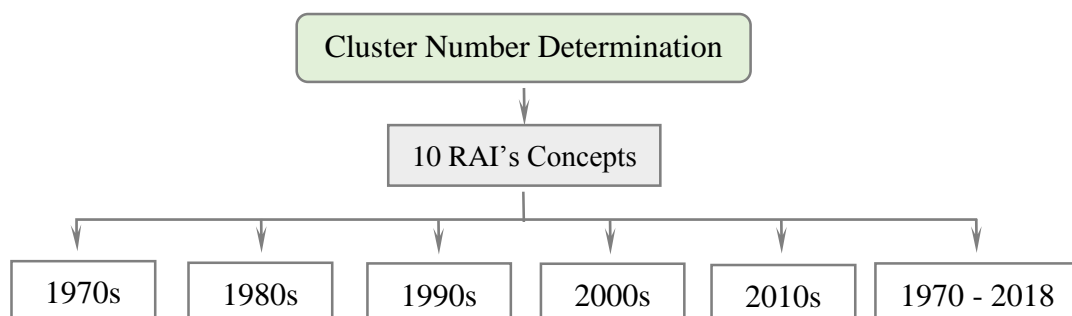 Cluster Number Determination
10 RAI’s Concepts
1970s
1980s
1990s
2000s
2010s
1970 - 2018